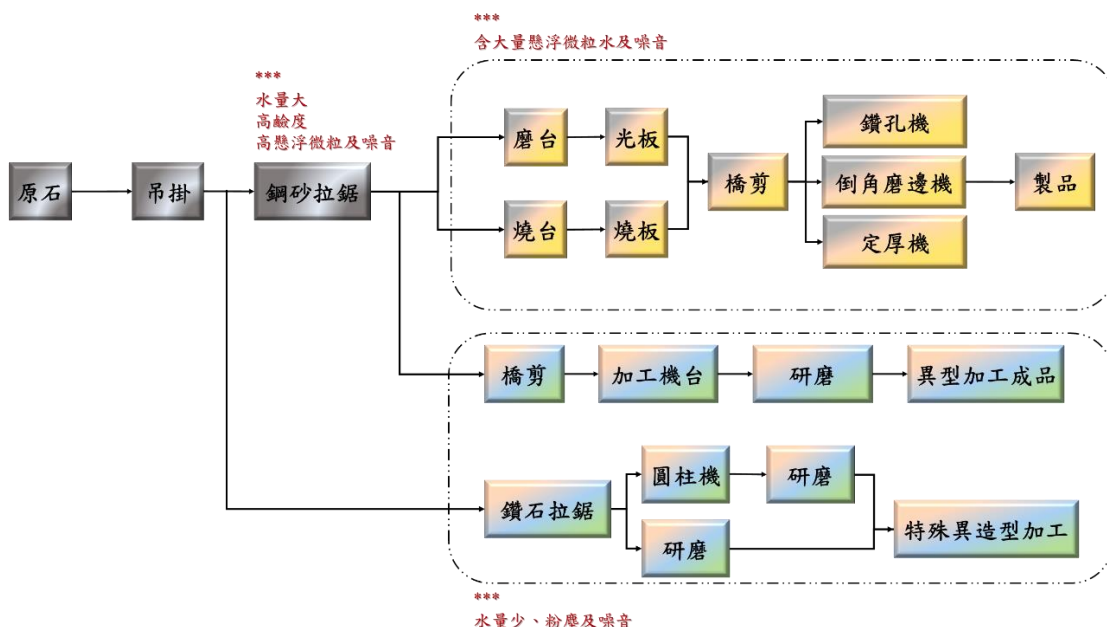 ***
含大量懸浮微粒水及噪音
***
水量大
高鹼度
高懸浮微粒及噪音
原石
吊掛
鋼砂拉鋸
磨台
光板
燒台
燒板
橋剪
鑽孔機
倒角磨邊機
定厚機
製品
橋剪
加工機台
研磨
異型加工成品
鑽石拉鋸
圓柱機
研磨
研磨
特殊異造型加工
***
水量少、粉塵及噪音